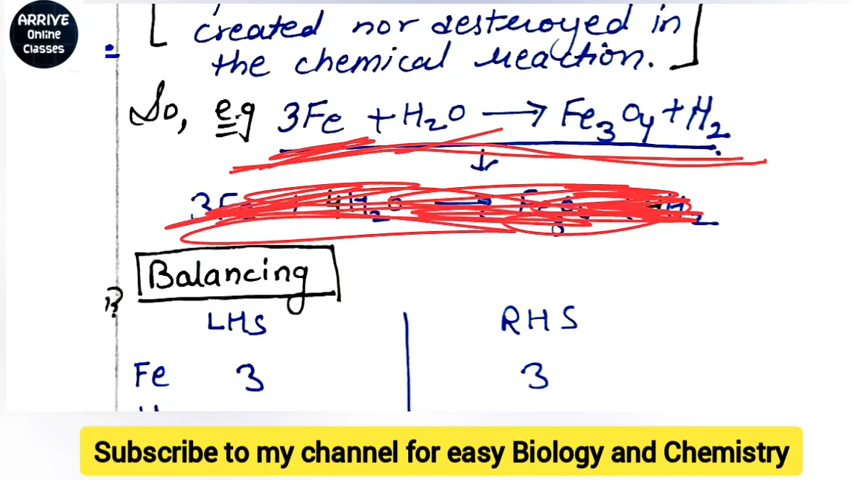 ARRIVE
Online
Classes
[ created nor destroyed in
the chemical reaction. ]
So, e.g 3Fe + H₂O → Fe₃O₄ + H₂
↓
Balancing
LHS RHS
Fe 3 3
Subscribe to my channel for easy Biology and Chemistry